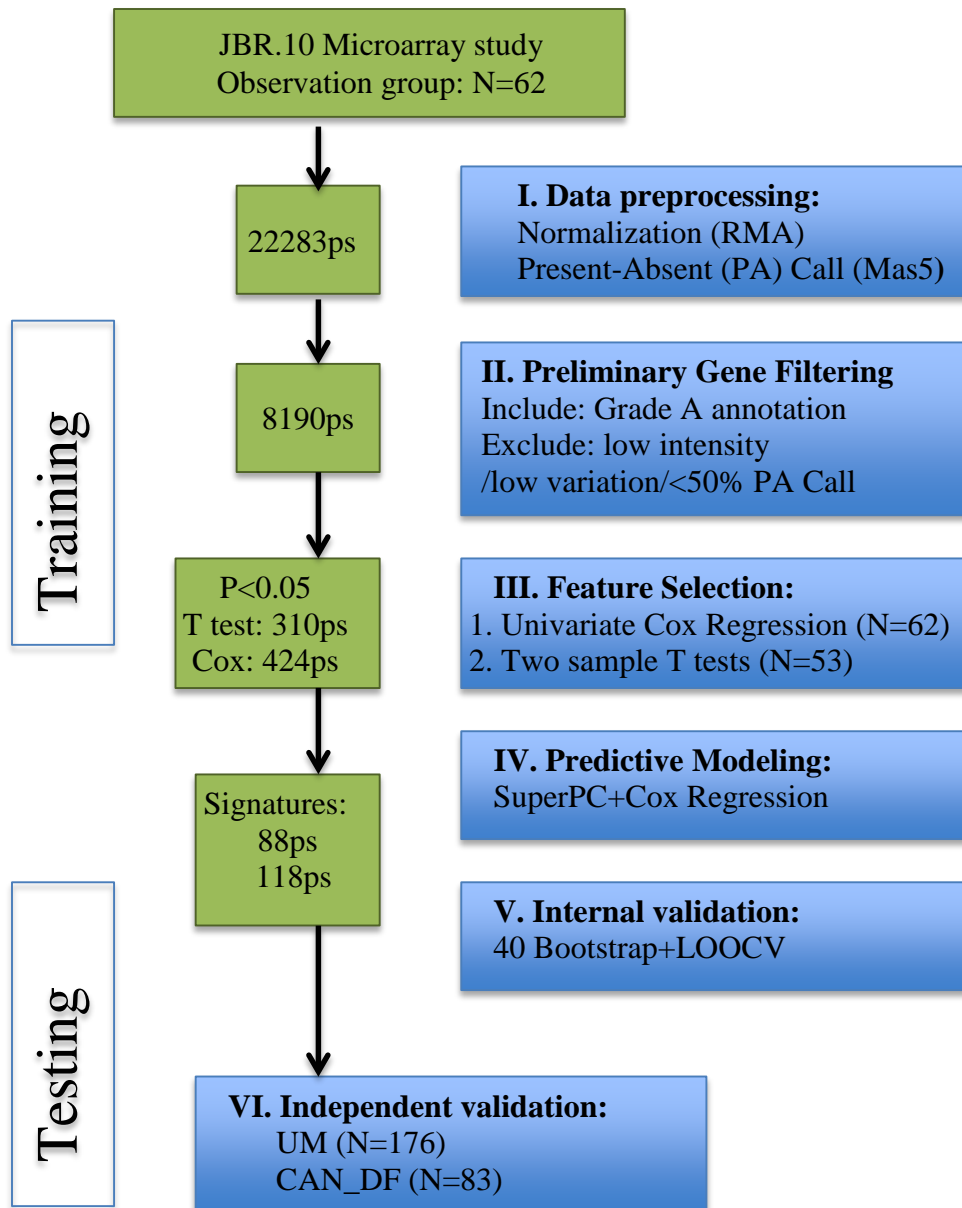 JBR.10 Microarray study
Observation group: N=62
22283ps
I. Data preprocessing:
Normalization (RMA)
Present-Absent (PA) Call (Mas5)
Training
8190ps
II. Preliminary Gene Filtering
Include: Grade A annotation
Exclude: low intensity
/low variation/<50% PA Call
P<0.05
T test: 310ps
Cox: 424ps
III. Feature Selection:
1. Univariate Cox Regression (N=62)
2. Two sample T tests (N=53)
Signatures:
88ps
118ps
IV. Predictive Modeling:
SuperPC+Cox Regression
Testing
V. Internal validation:
40 Bootstrap+LOOCV
VI. Independent validation:
UM (N=176)
CAN_DF (N=83)